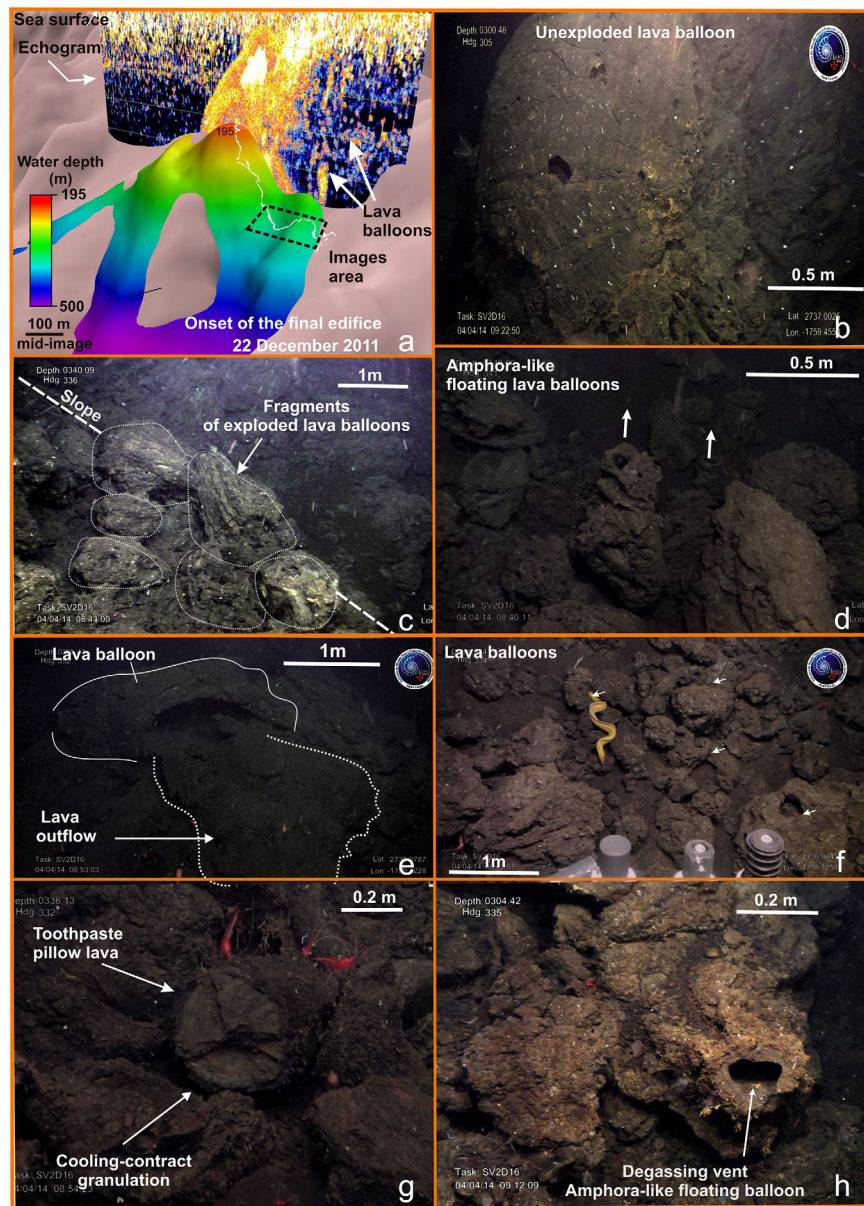 Sea surface
Echogram
195
Water depth
(m)
195
500
100 m
mid-image
Lava
balloons
Images
area
Onset of the final edifice
22 December 2011
a
Depth:0300.46
Hdg: 305
Unexploded lava balloon
0.5 m
Task: SV2D16
04/04/14 09:22:50
b
Depth:0340.09
Hdg: 336
1m
Slope
Fragments
of exploded lava balloons
Task: SV2D16
04/04/14 08:43:00
Lat
Lon
c
Amphora-like
floating lava balloons
0.5 m
Task: SV2D16
04/04/14 08:40:11
Lat
Lon
d
Lava balloon
1m
Lava
outflow
Task: SV2D16
04/04/14 08:53:03
e
Lava balloons
1m
f
Depth:0336.13
Hdg: 332
0.2 m
Toothpaste
pillow lava
Cooling-contract
granulation
Task: SV2D16
04/04/14 08:54:23
g
Depth:0304.42
Hdg: 335
0.2 m
Degassing vent
Amphora-like floating balloon
Task: SV2D16
04/04/14 09:12:09
h